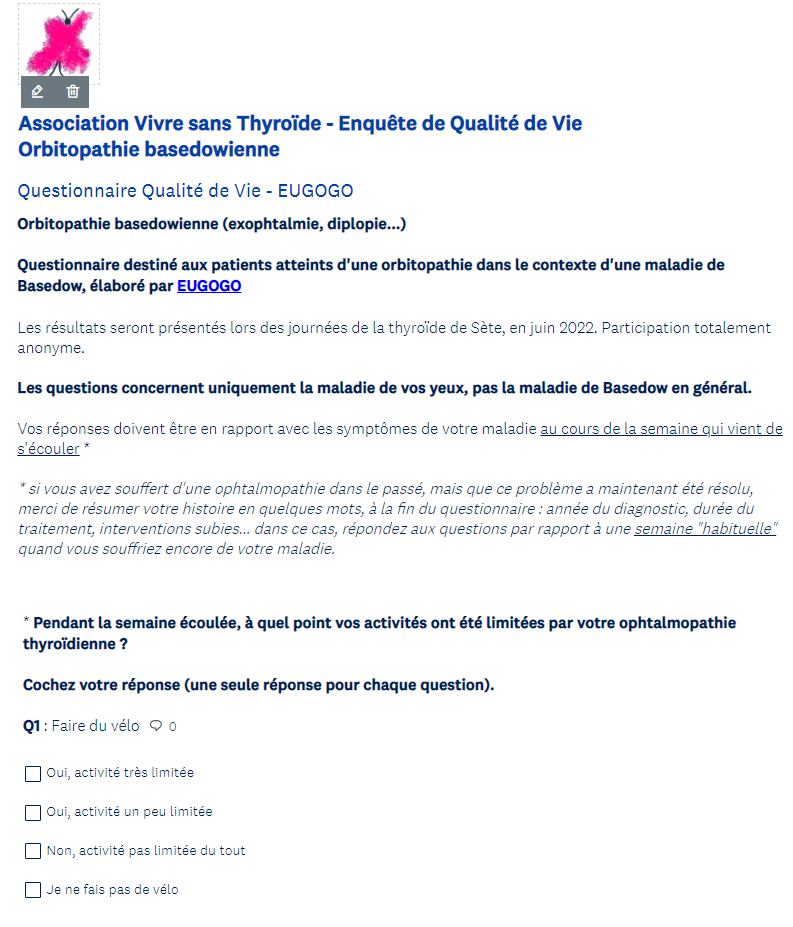 Association Vivre sans Thyroïde - Enquête de Qualité de Vie
Orbitopathie basedowienne
Questionnaire Qualité de Vie - EUGOGO
Orbitopathie basedowienne (exophtalmie, diplopie...)
Questionnaire destiné aux patients atteints d'une orbitopathie dans le contexte d'une maladie de
Basedow, élaboré par EUGOGO
Les résultats seront présentés lors des journées de la thyroïde de Sète, en juin 2022. Participation totalement
anonyme.
Les questions concernent uniquement la maladie de vos yeux, pas la maladie de Basedow en général.
Vos réponses doivent être en rapport avec les symptômes de votre maladie au cours de la semaine qui vient de
s'écouler *
* si vous avez souffert d'une ophtalmopathie dans le passé, mais que ce problème a maintenant été résolu,
merci de résumer votre histoire en quelques mots, à la fin du questionnaire : année du diagnostic, durée du
traitement, interventions subies... dans ce cas, répondez aux questions par rapport à une semaine "habituelle"
quand vous souffriez encore de votre maladie.
* Pendant la semaine écoulée, à quel point vos activités ont été limitées par votre ophtalmopathie
thyroïdienne ?
Cochez votre réponse (une seule réponse pour chaque question).
Q1 : Faire du vélo 0
Oui, activité très limitée
Oui, activité un peu limitée
Non, activité pas limitée du tout
Je ne fais pas de vélo